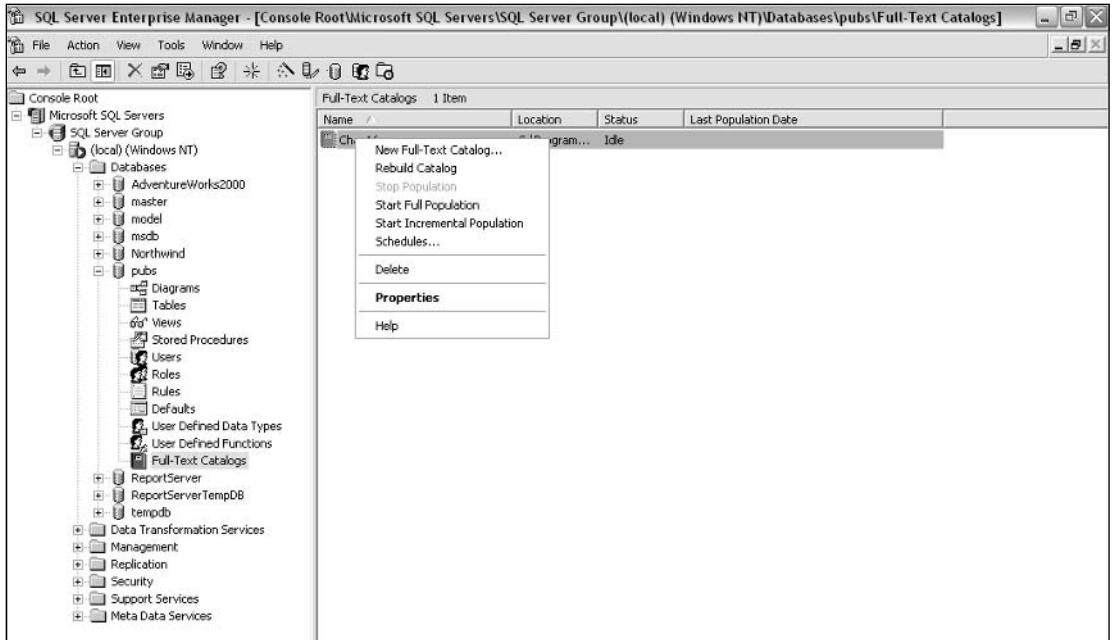 SQL Server Enterprise Manager - [Console Root\Microsoft SQL Servers\SQL Server Group\(local) (Windows NT)\Databases\pubs\Full-Text Catalogs]
File Action View Tools Window Help
Console Root
Microsoft SQL Servers
SQL Server Group
(local) (Windows NT)
Databases
AdventureWorks2000
master
model
msdb
Northwind
pubs
Diagrams
Tables
Views
Stored Procedures
Users
Roles
Rules
Defaults
User Defined Data Types
User Defined Functions
Full-Text Catalogs
ReportServer
ReportServerTempDB
tempdb
Data Transformation Services
Management
Replication
Security
Support Services
Meta Data Services
Full-Text Catalogs 1 Item
Name Location Status Last Population Date
Idle
New Full-Text Catalog...
Rebuild Catalog
Stop Population
Start Full Population
Start Incremental Population
Schedules...
Delete
Properties
Help